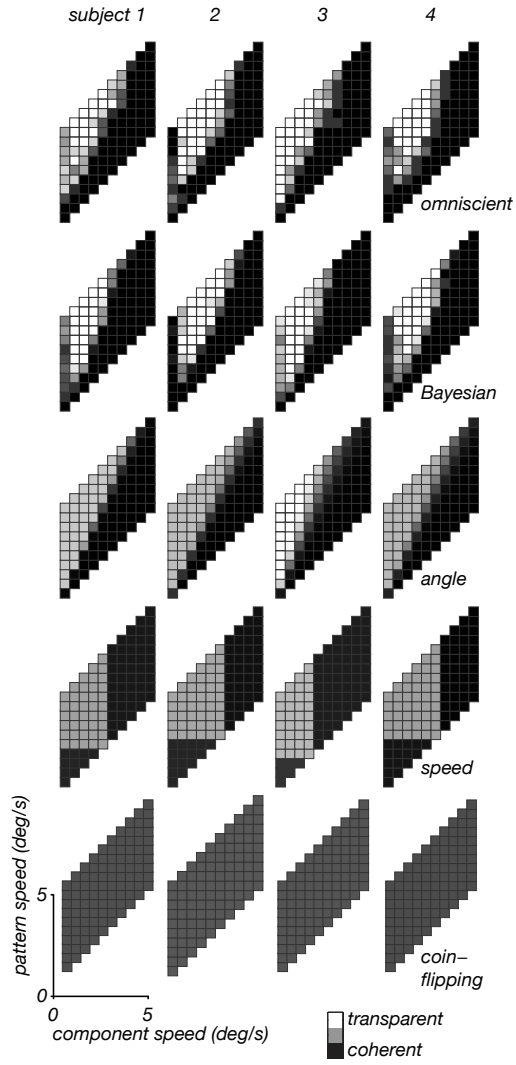 subject 1 2 3 4
omniscient
Bayesian
angle
speed
coin–
flipping
pattern speed (deg/s)
5
0
0 5
component speed (deg/s)
transparent
coherent